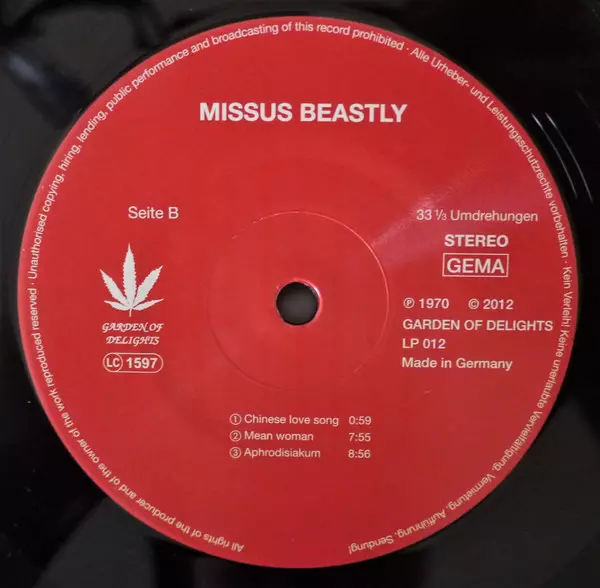 All rights of the producer and of the owner of the work reproduced reserved · Unauthorised copying, hiring, lending, public performance and broadcasting of this record prohibited · Alle Urheber- und Leistungsschutzrechte vorbehalten · Kein Verleih! Keine unerlaubte Vervielfältigung, Vermietung, Aufführung, Sendung!
MISSUS BEASTLY
Seite B
33 ⅓ Umdrehungen
STEREO
GEMA
℗ 1970 © 2012
GARDEN OF DELIGHTS
LP 012
Made in Germany
GARDEN OF
DELIGHTS
LC 1597
① Chinese love song 0:59
② Mean woman 7:55
③ Aphrodisiakum 8:56